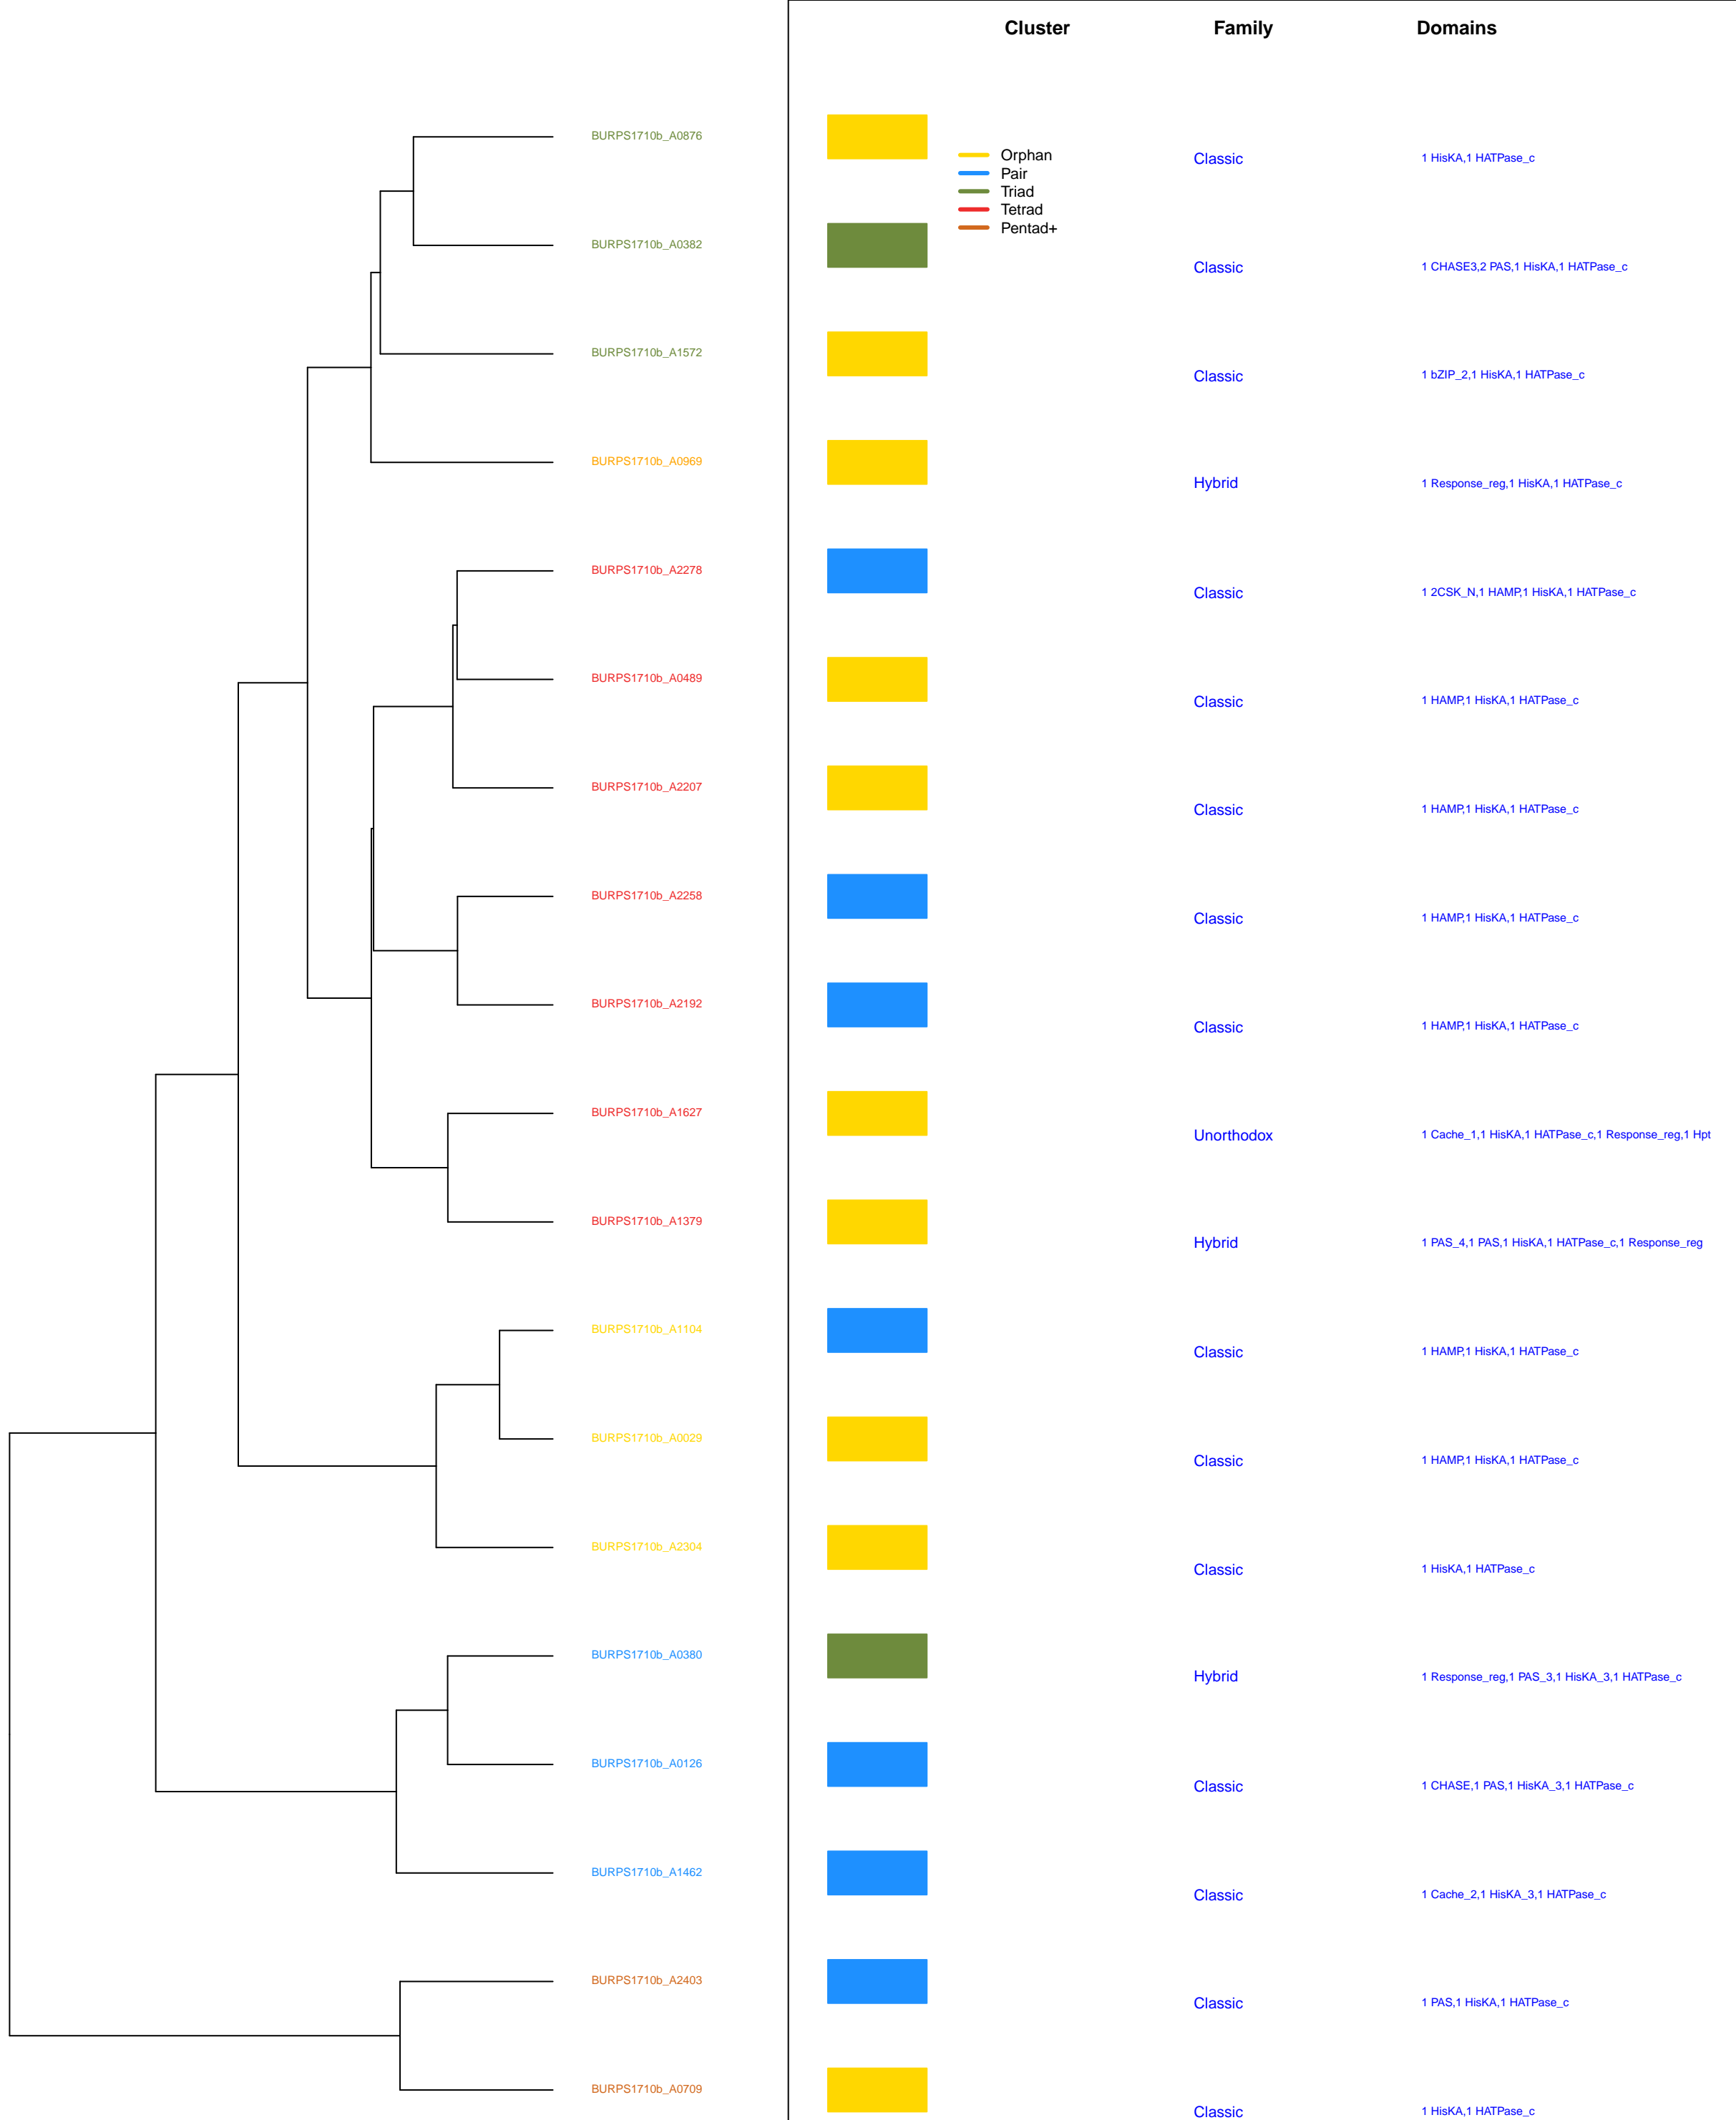 Cluster Family Domains
BURPS1710b_A0876
Orphan
Classic 1 HisKA,1 HATPase_c
Pair
Triad
Tetrad
Pentad+
BURPS1710b_A0382
Classic 1 CHASE3,2 PAS,1 HisKA,1 HATPase_c
BURPS1710b_A1572
Classic 1 bZIP_2,1 HisKA,1 HATPase_c
BURPS1710b_A0969
Hybrid 1 Response_reg,1 HisKA,1 HATPase_c
BURPS1710b_A2278
Classic 1 2CSK_N,1 HAMP,1 HisKA,1 HATPase_c
BURPS1710b_A0489
Classic 1 HAMP,1 HisKA,1 HATPase_c
BURPS1710b_A2207
Classic 1 HAMP,1 HisKA,1 HATPase_c
BURPS1710b_A2258
Classic 1 HAMP,1 HisKA,1 HATPase_c
BURPS1710b_A2192
Classic 1 HAMP,1 HisKA,1 HATPase_c
BURPS1710b_A1627
Unorthodox 1 Cache_1,1 HisKA,1 HATPase_c,1 Response_reg,1 Hpt
BURPS1710b_A1379
Hybrid 1 PAS_4,1 PAS,1 HisKA,1 HATPase_c,1 Response_reg
BURPS1710b_A1104
Classic 1 HAMP,1 HisKA,1 HATPase_c
BURPS1710b_A0029
Classic 1 HAMP,1 HisKA,1 HATPase_c
BURPS1710b_A2304
Classic 1 HisKA,1 HATPase_c
BURPS1710b_A0380
Hybrid 1 Response_reg,1 PAS_3,1 HisKA_3,1 HATPase_c
BURPS1710b_A0126
Classic 1 CHASE,1 PAS,1 HisKA_3,1 HATPase_c
BURPS1710b_A1462
Classic 1 Cache_2,1 HisKA_3,1 HATPase_c
BURPS1710b_A2403
Classic 1 PAS,1 HisKA,1 HATPase_c
BURPS1710b_A0709
Classic 1 HisKA,1 HATPase_c